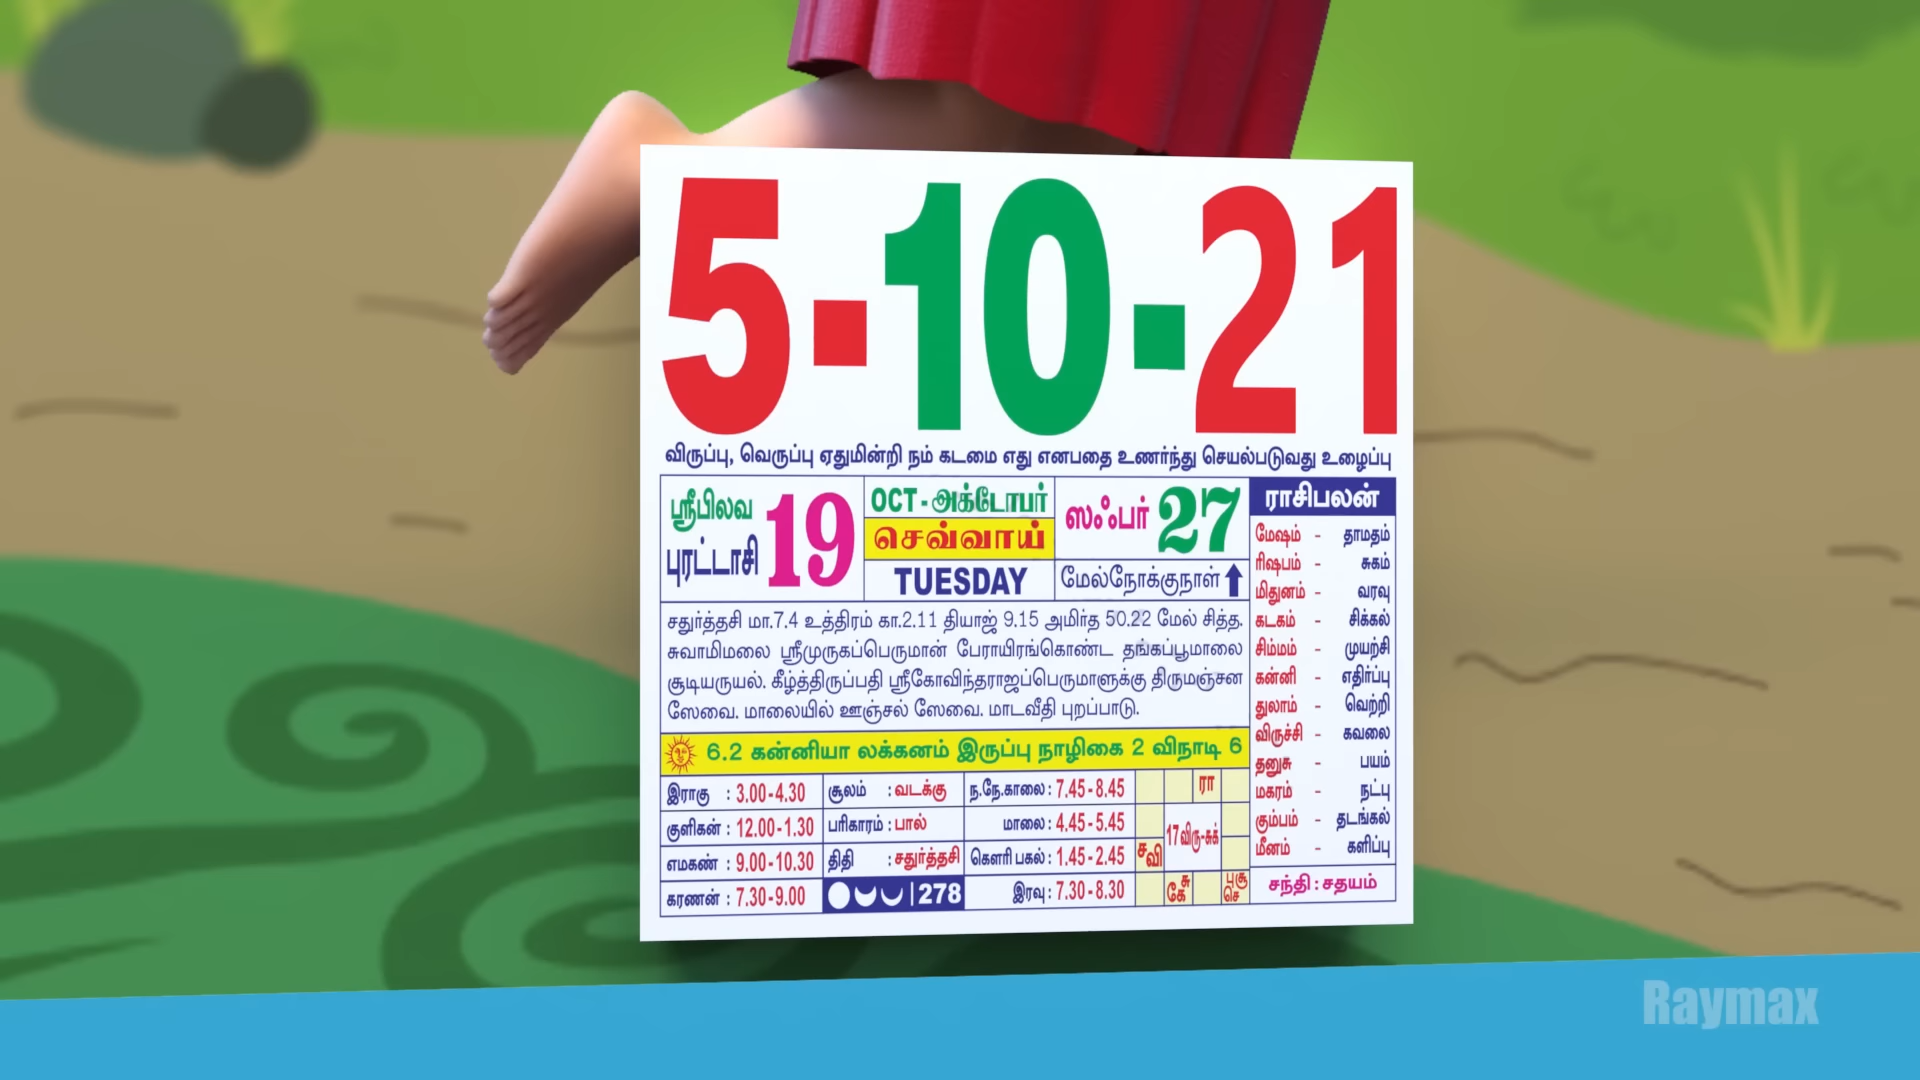 5-10-21
விருப்பு, வெருப்பு ஏதுமின்றி நம் கடமை எது எனபதை உணர்ந்து செயல்படுவது உழைப்பு
ஸ்ரீபிலவ
புரட்டாசி
19
OCT - அக்டோபர்
செவ்வாய்
TUESDAY
ஸஃபர் 27
மேல்நோக்குநாள்
சதுர்த்தசி மா.7.4 உத்திரம் கா.2.11 தியாஜ் 9.15 அமிர்த 50.22 மேல் சித்த.
சுவாமிமலை ஸ்ரீமுருகப்பெருமான் பேராயிரங்கொண்ட தங்கப்பூமாலை
சூடியருயல். கீழ்த்திருப்பதி ஸ்ரீகோவிந்தராஜப்பெருமாளுக்கு திருமஞ்சன
ஸேவை. மாலையில் ஊஞ்சல் ஸேவை. மாடவீதி புறப்பாடு.
6.2 கன்னியா லக்கனம் இருப்பு நாழிகை 2 விநாடி 6
இராகு : 3.00-4.30
குளிகன் : 12.00-1.30
எமகண் : 9.00-10.30
கரணன் : 7.30-9.00
சூலம் : வடக்கு
பரிகாரம் : பால்
திதி : சதுர்த்தசி
278
ந.நே.காலை : 7.45-8.45
மாலை : 4.45-5.45
கௌரி பகல் : 1.45-2.45
இரவு : 7.30-8.30
ரா
17 விரு-சுக்
சவி
சு
கே
பு சூ
செ
ராசிபலன்
மேஷம் - தாமதம்
ரிஷபம் - சுகம்
மிதுனம் - வரவு
கடகம் - சிக்கல்
சிம்மம் - முயற்சி
கன்னி - எதிர்ப்பு
துலாம் - வெற்றி
விருச்சி - கவலை
தனுசு - பயம்
மகரம் - நட்பு
கும்பம் - தடங்கல்
மீனம் - களிப்பு
சந்தி : சதயம்
Raymax